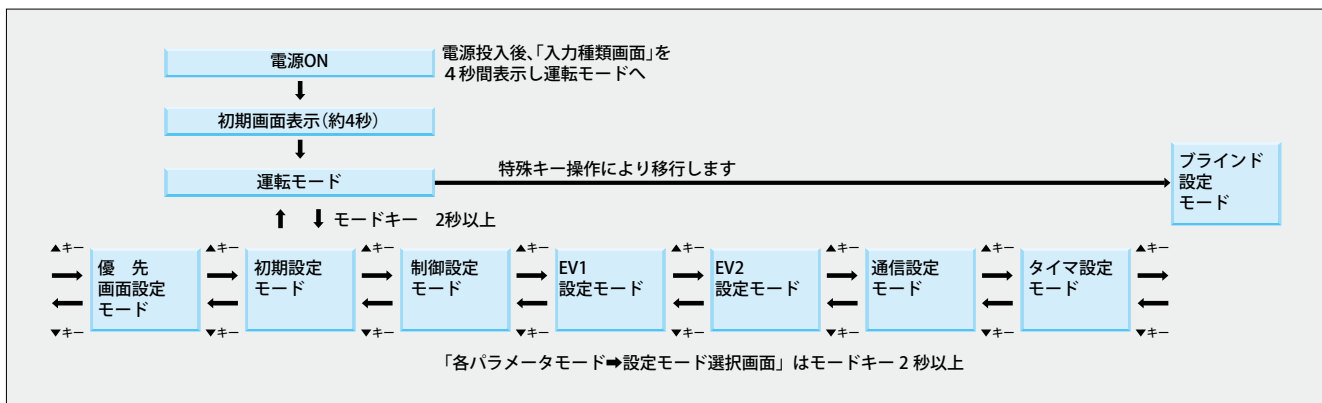 電源ON
電源投入後、「入力種類画面」を
４秒間表示し運転モードへ
初期画面表示（約4秒）
運転モード
特殊キー操作により移行します
ブラインド
設定
モード
モードキー　2秒以上
▲キー ▲キー ▲キー ▲キー ▲キー ▲キー ▲キー ▲キー
優　先
画面設定
モード
初期設定
モード
制御設定
モード
EV1
設定モード
EV2
設定モード
通信設定
モード
タイマ設定
モード
▼キー ▼キー ▼キー ▼キー ▼キー ▼キー ▼キー ▼キー
「各パラメータモード➡設定モード選択画面」はモードキー 2 秒以上